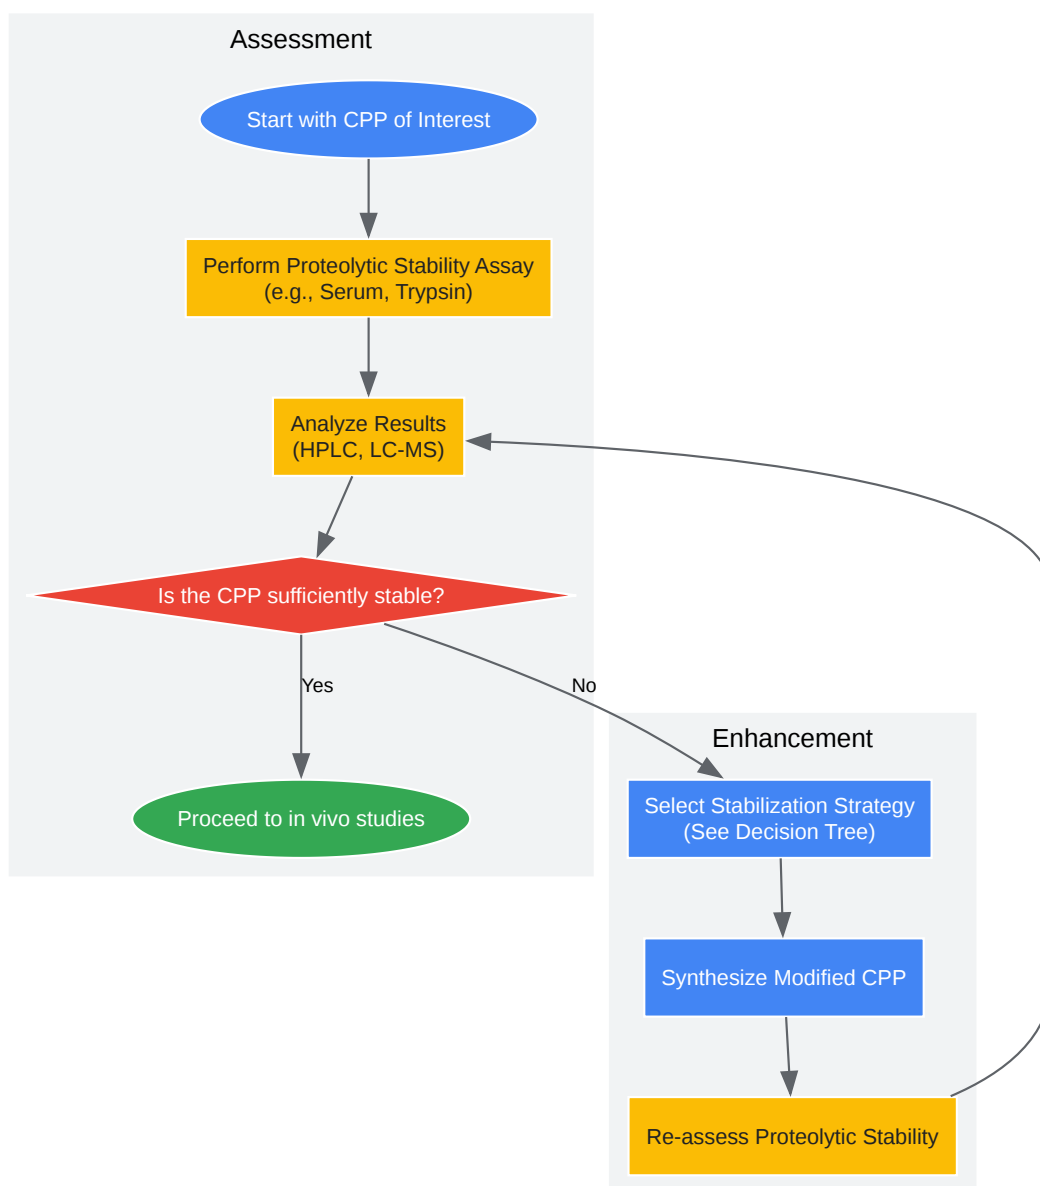 Assessment
Start with CPP of Interest
Perform Proteolytic Stability Assay
(e.g., Serum, Trypsin)
Analyze Results
(HPLC, LC-MS)
Is the CPP sufficiently stable?
Yes
No
Proceed to in vivo studies
Enhancement
Select Stabilization Strategy
(See Decision Tree)
Synthesize Modified CPP
Re-assess Proteolytic Stability